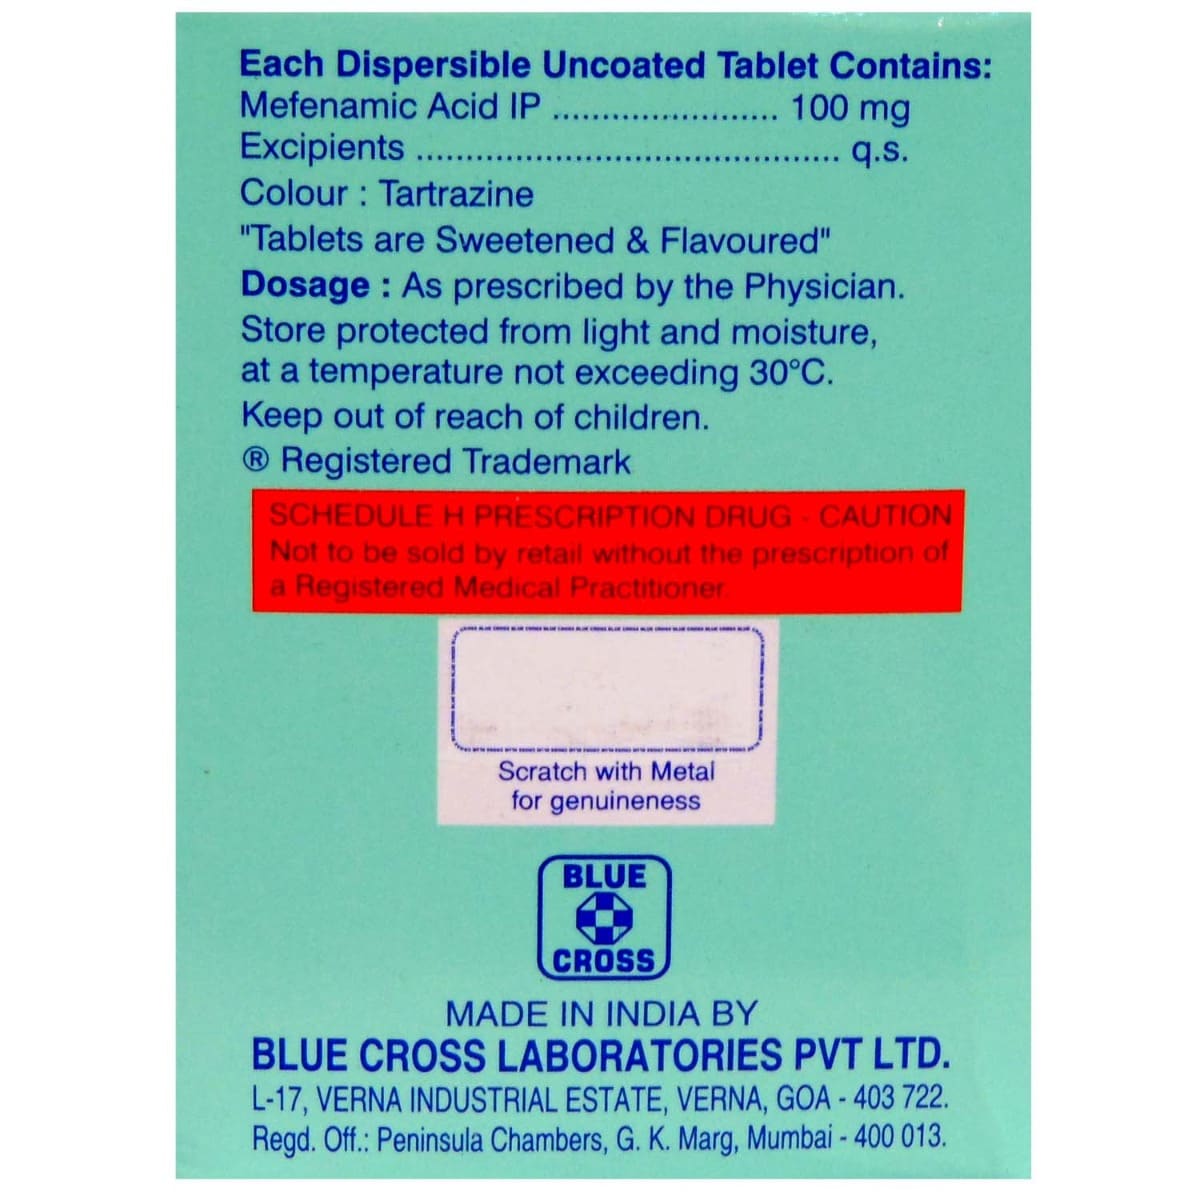 Each Dispersible Uncoated Tablet Contains:
Mefenamic Acid IP ....................... 100 mg
Excipients ........................................... q.s.
Colour : Tartrazine
"Tablets are Sweetened & Flavoured"
Dosage : As prescribed by the Physician.
Store protected from light and moisture,
at a temperature not exceeding 30°C.
Keep out of reach of children.
® Registered Trademark
SCHEDULE H PRESCRIPTION DRUG - CAUTION
Not to be sold by retail without the prescription of
a Registered Medical Practitioner.
Scratch with Metal
for genuineness
BLUE
CROSS
MADE IN INDIA BY
BLUE CROSS LABORATORIES PVT LTD.
L-17, VERNA INDUSTRIAL ESTATE, VERNA, GOA - 403 722.
Regd. Off.: Peninsula Chambers, G. K. Marg, Mumbai - 400 013.